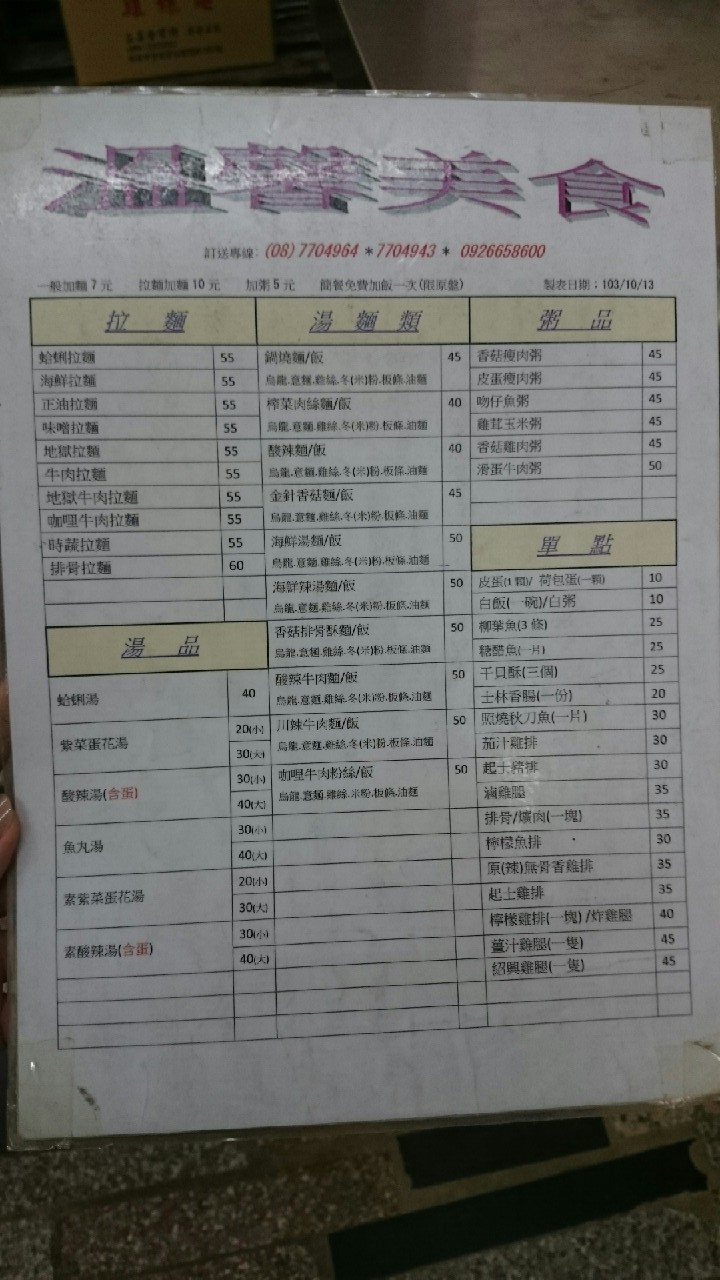 溫馨美食
訂送專線: (08) 7704964 *7704943 * 0926658600
一般加麵 7 元 拉麵加麵 10 元 加粥 5 元 簡餐免費加飯一次(限原盤) 製表日期：103/10/13
拉 麵
蛤蜊拉麵 55
海鮮拉麵 55
正油拉麵 55
味噌拉麵 55
地獄拉麵 55
牛肉拉麵 55
地獄牛肉拉麵 55
咖哩牛肉拉麵 55
時蔬拉麵 55
排骨拉麵 60
湯 品
蛤蜊湯 40
紫菜蛋花湯 20(小)
30(大)
酸辣湯(含蛋) 30(小)
40(大)
魚丸湯 30(小)
40(大)
素紫菜蛋花湯 20(小)
30(大)
素酸辣湯(含蛋) 30(小)
40(大)
湯 麵 類
鍋燒麵/飯 45
烏龍.意麵.雞絲.冬(米)粉.板條.油麵
榨菜肉絲麵/飯 40
烏龍.意麵.雞絲.冬(米)粉.板條.油麵
酸辣麵/飯 40
烏龍.意麵.雞絲.冬(米)粉.板條.油麵
金針香菇麵/飯 45
烏龍.意麵.雞絲.冬(米)粉.板條.油麵
海鮮湯麵/飯 50
烏龍.意麵.雞絲.冬(米)粉.板條.油麵
海鮮辣湯麵/飯 50
烏龍.意麵.雞絲.冬(米)粉.板條.油麵
香菇排骨酥麵/飯 50
烏龍.意麵.雞絲.冬(米)粉.板條.油麵
酸辣牛肉麵/飯 50
烏龍.意麵.雞絲.冬(米)粉.板條.油麵
川辣牛肉麵/飯 50
烏龍.意麵.雞絲.冬(米)粉.板條.油麵
咖哩牛肉粉絲/飯 50
烏龍.意麵.雞絲.米粉.板條.油麵
粥 品
香菇瘦肉粥 45
皮蛋瘦肉粥 45
吻仔魚粥 45
雞茸玉米粥 45
香菇雞肉粥 45
滑蛋牛肉粥 50
單 點
皮蛋(1顆)/ 荷包蛋(一顆) 10
白飯(一碗)/白粥 10
柳葉魚(3 條) 25
糖醋魚(一片) 25
干貝酥(三個) 25
士林香腸(一份) 20
照燒秋刀魚(一片) 30
茄汁雞排 30
起士豬排 30
滷雞腿 35
排骨/爌肉(一塊) 35
檸檬魚排 30
原(辣)無骨香雞排 35
起士雞排 35
檸檬雞排(一塊) /炸雞腿 40
薑汁雞腿(一隻) 45
紹興雞腿(一隻) 45